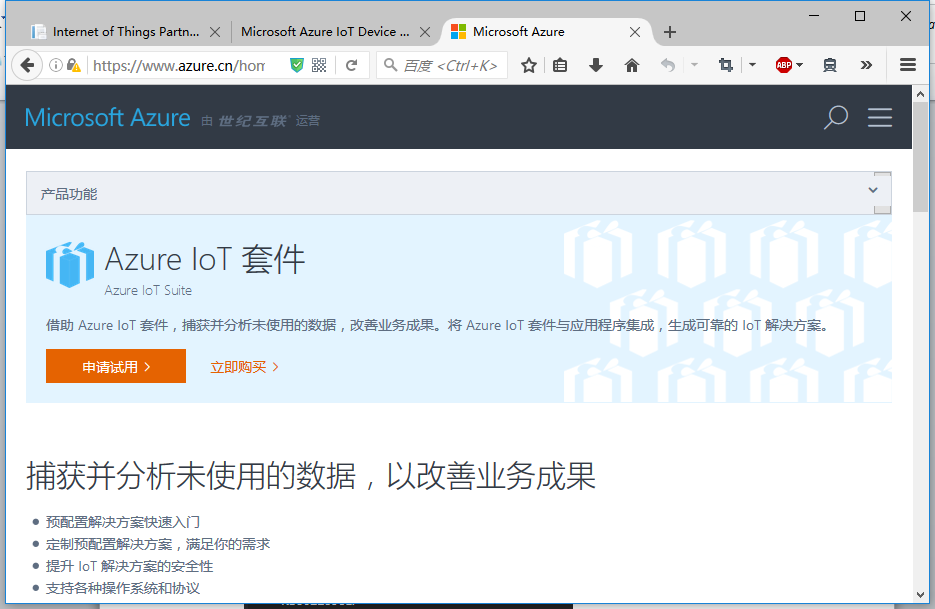 Internet of Things Partn...
Microsoft Azure IoT Device ...
Microsoft Azure
https://www.azure.cn/hom
百度 <Ctrl+K>
ABP
Microsoft Azure 由 世纪互联 运营
产品功能
Azure IoT 套件
Azure IoT Suite
借助 Azure IoT 套件，捕获并分析未使用的数据，改善业务成果。将 Azure IoT 套件与应用程序集成，生成可靠的 IoT 解决方案。
申请试用 >
立即购买 >
捕获并分析未使用的数据，以改善业务成果
预配置解决方案快速入门
定制预配置解决方案，满足你的需求
提升 IoT 解决方案的安全性
支持各种操作系统和协议